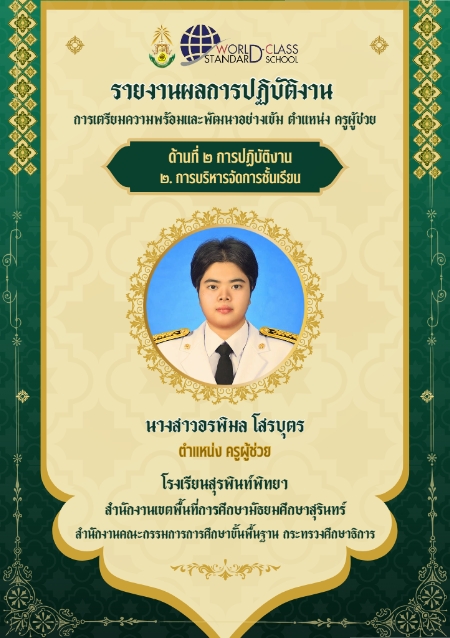 WORLD-CLASS
STANDARD SCHOOL
รายงานผลการปฏิบัติงาน
การเตรียมความพร้อมและพัฒนาอย่างเข้ม ตำแหน่ง ครูผู้ช่วย
ด้านที่ ๒ การปฏิบัติงาน
๒. การบริหารจัดการชั้นเรียน
นางสาวอรพิมล โสรบุตร
ตำแหน่ง ครูผู้ช่วย
โรงเรียนสุรพินท์พิทยา
สำนักงานเขตพื้นที่การศึกษามัธยมศึกษาสุรินทร์
สำนักงานคณะกรรมการการศึกษาขั้นพื้นฐาน กระทรวงศึกษาธิการ